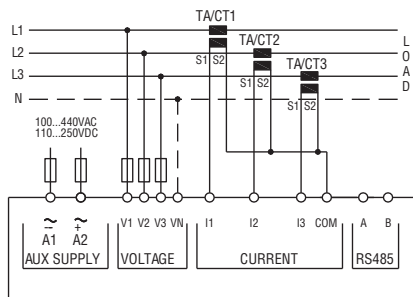 TA/CT1
L1
TA/CT2
L
L2
S1 S2
O
TA/CT3
L3
A
S1 S2
D
N
S1 S2
100...440VAC
110...250VDC
V1 V2 V3 VN I1 I2 I3 COM A B
~ ~
- +
A1 A2
AUX SUPPLY VOLTAGE CURRENT RS485